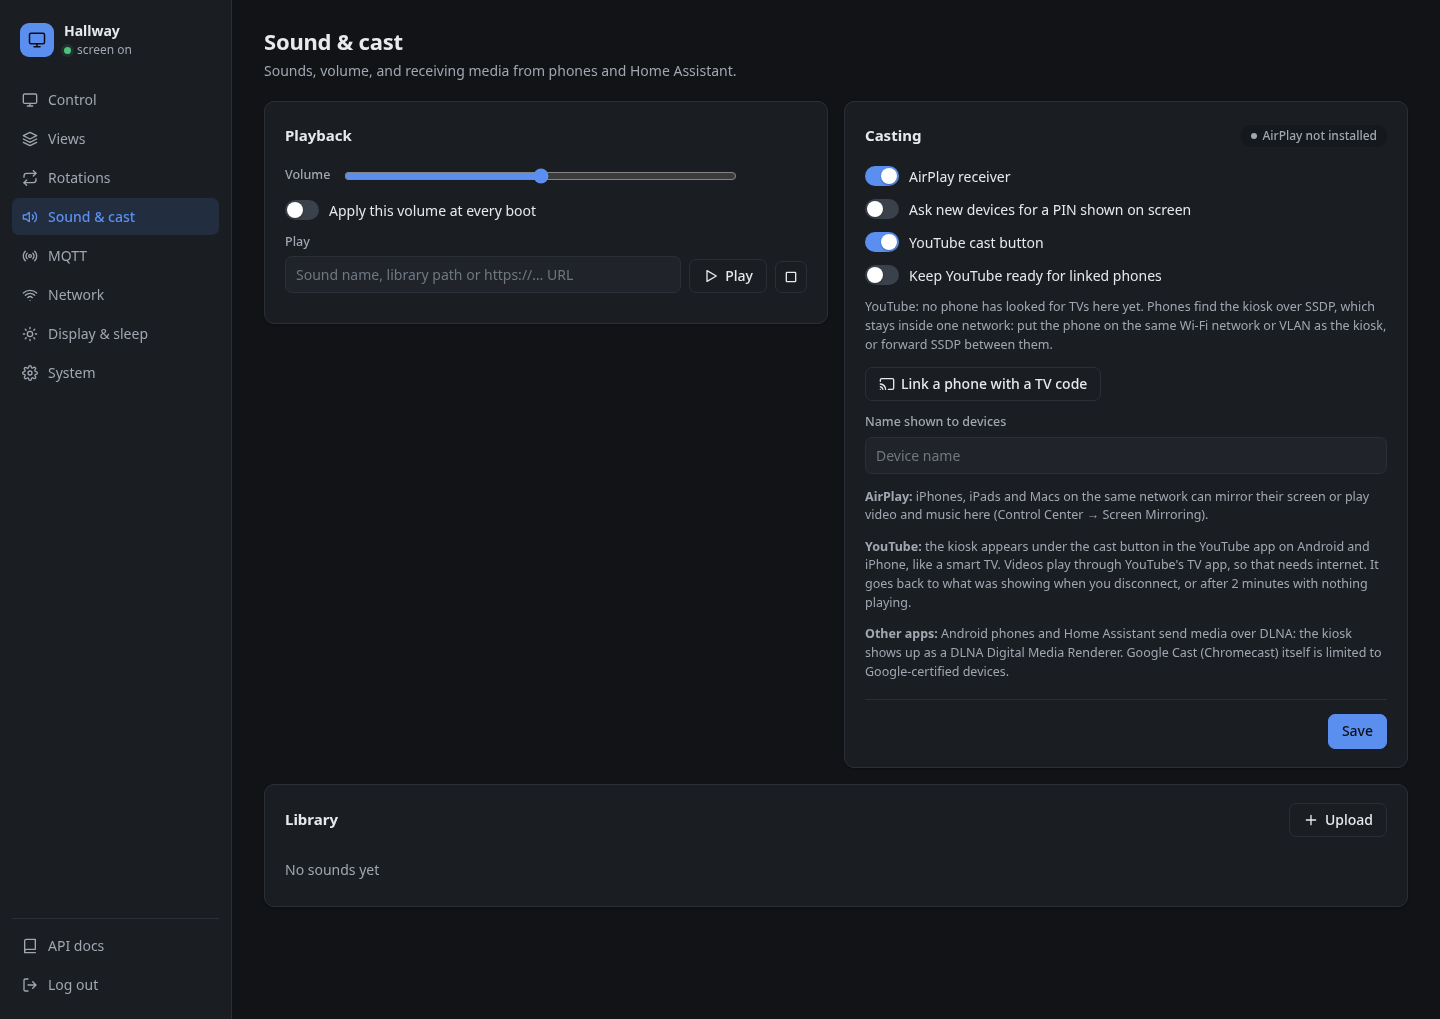 Hallway
screen on
Control
Views
Rotations
Sound & cast
MQTT
Network
Display & sleep
System
API docs
Log out
Sound & cast
Sounds, volume, and receiving media from phones and Home Assistant.
Playback
Volume
Apply this volume at every boot
Play
Sound name, library path or https://... URL
Play
Casting
AirPlay not installed
AirPlay receiver
Ask new devices for a PIN shown on screen
YouTube cast button
Keep YouTube ready for linked phones
YouTube: no phone has looked for TVs here yet. Phones find the kiosk over SSDP, which
stays inside one network: put the phone on the same Wi-Fi network or VLAN as the kiosk,
or forward SSDP between them.
Link a phone with a TV code
Name shown to devices
Device name
AirPlay: iPhones, iPads and Macs on the same network can mirror their screen or play
video and music here (Control Center → Screen Mirroring).
YouTube: the kiosk appears under the cast button in the YouTube app on Android and
iPhone, like a smart TV. Videos play through YouTube's TV app, so that needs internet. It
goes back to what was showing when you disconnect, or after 2 minutes with nothing
playing.
Other apps: Android phones and Home Assistant send media over DLNA: the kiosk
shows up as a DLNA Digital Media Renderer. Google Cast (Chromecast) itself is limited to
Google-certified devices.
Save
Library
Upload
No sounds yet